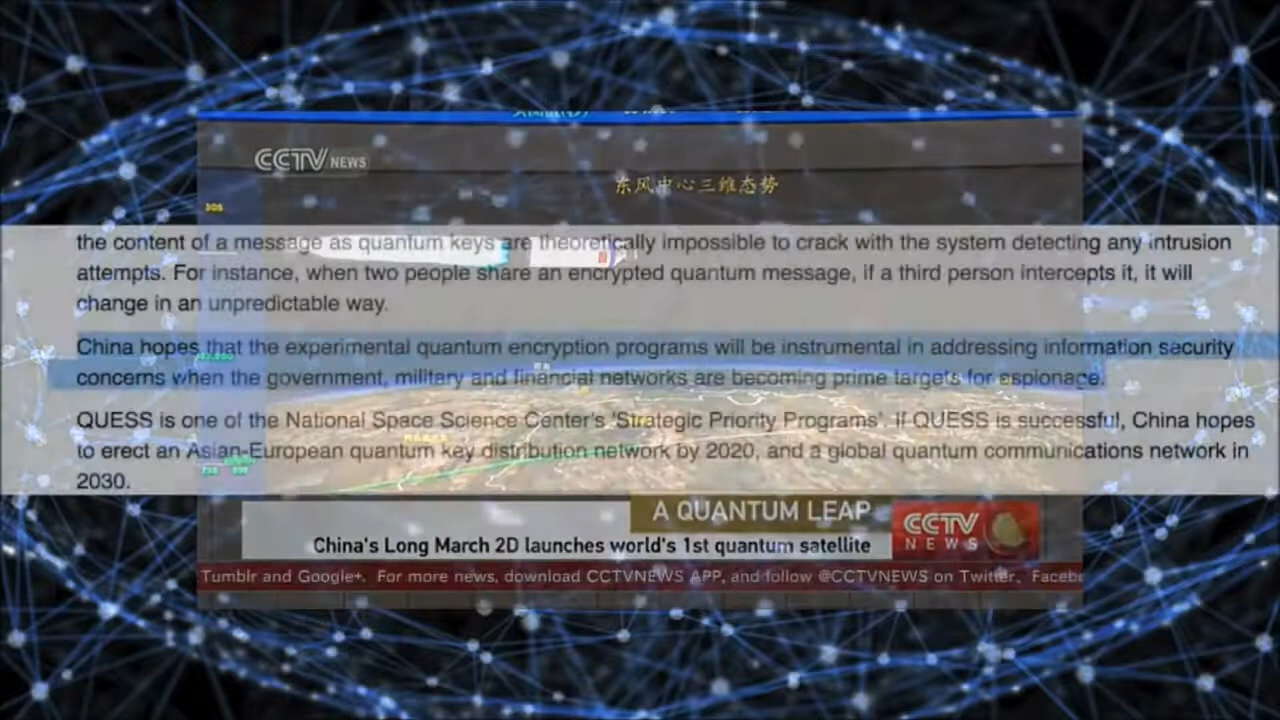 CCTV NEWS
东风中心三维态势
30S
the content of a message as quantum keys are theoretically impossible to crack with the system detecting any intrusion
attempts. For instance, when two people share an encrypted quantum message, if a third person intercepts it, it will
change in an unpredictable way.
China hopes that the experimental quantum encryption programs will be instrumental in addressing information security
concerns when the government, military and financial networks are becoming prime targets for espionage.
QUESS is one of the National Space Science Center's 'Strategic Priority Programs'. If QUESS is successful, China hopes
to erect an Asian-European quantum key distribution network by 2020, and a global quantum communications network in
2030.
A QUANTUM LEAP
China's Long March 2D launches world's 1st quantum satellite
CCTV
NEWS
Tumblr and Google+. For more news, download CCTVNEWS APP, and follow @CCTVNEWS on Twitter, Faceb